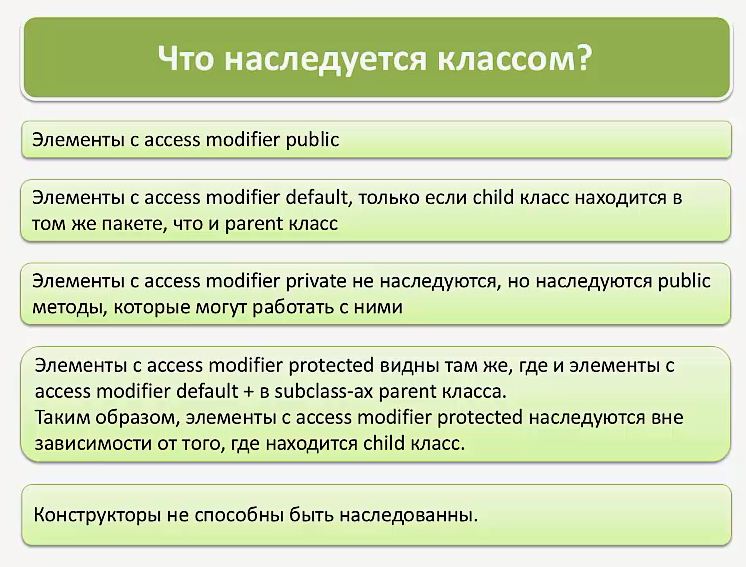 Что наследуется классом?
Элементы с access modifier public
Элементы с access modifier default, только если child класс находится в
том же пакете, что и parent класс
Элементы с access modifier private не наследуются, но наследуются public
методы, которые могут работать с ними
Элементы с access modifier protected видны там же, где и элементы с
access modifier default + в subclass-ах parent класса.
Таким образом, элементы с access modifier protected наследуются вне
зависимости от того, где находится child класс.
Конструкторы не способны быть наследованны.